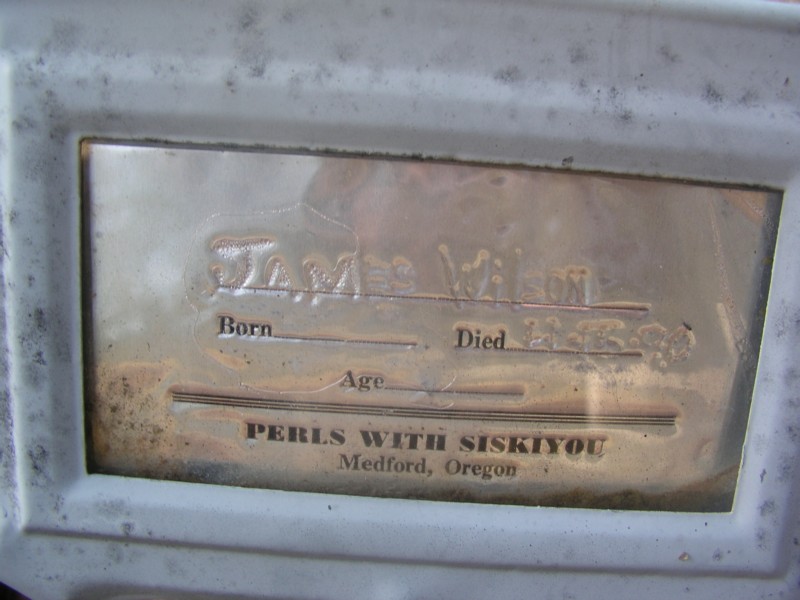 JAMES WilSON
Born
Died
Age
PERLS WITH SISKIYOU
Medford, Oregon